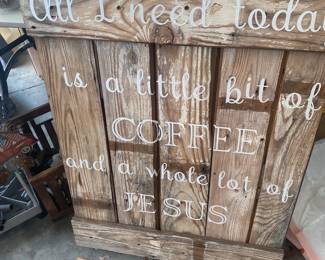 All I need today
is a little bit of
COFFEE
and a whole lot of
JESUS